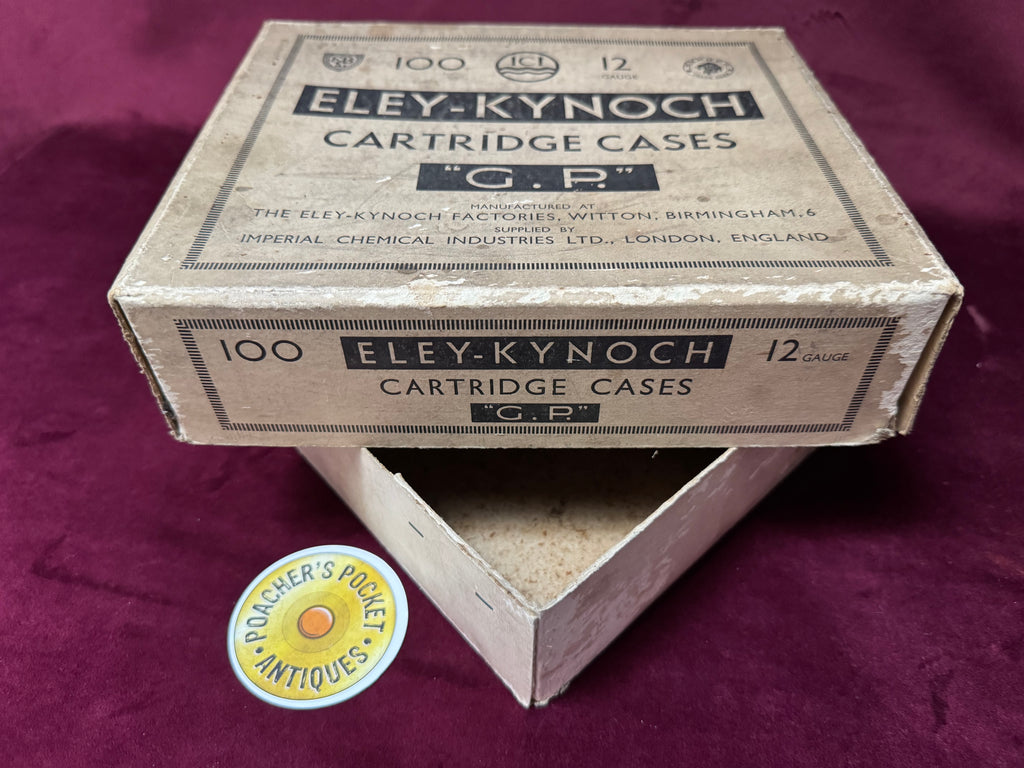 100 ICI 12 GAUGE
ELEY-KYNOCH
CARTRIDGE CASES
"G.P."
MANUFACTURED AT
THE ELEY-KYNOCH FACTORIES, WITTON, BIRMINGHAM, 6
SUPPLIED BY
IMPERIAL CHEMICAL INDUSTRIES LTD., LONDON, ENGLAND
100 ELEY-KYNOCH 12 GAUGE
CARTRIDGE CASES
"G.P."
POACHER'S POCKET
• ANTIQUES •